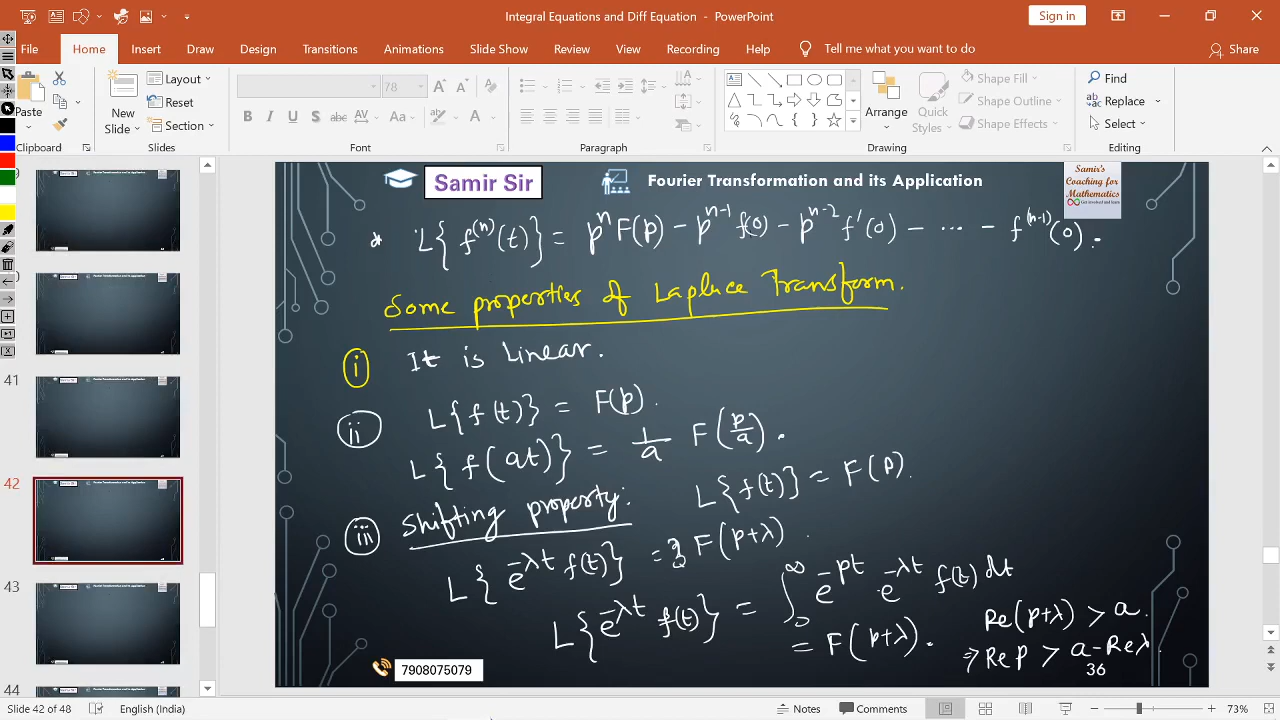 Integral Equations and Diff Equation - PowerPoint
Sign in
File Home Insert Draw Design Transitions Animations Slide Show Review View Recording Help Tell me what you want to do Share
Paste New Slide Layout Reset Section 78 Arrange Quick Styles Shape Fill Shape Outline Shape Effects Find Replace Select
Clipboard Slides Font Paragraph Drawing Editing
Samir Sir Fourier Transformation and its Application
Samir's Coaching for Mathematics
* L{f^(n)(t)} = p^n F(p) - p^(n-1) f(0) - p^(n-2) f'(0) - ... - f^(n-1)(0).
Some properties of Laplace Transform.
(i) It is linear.
(ii) L{f(t)} = F(p).
L{f(at)} = 1/a F(p/a).
(iii) Shifting property: L{f(t)} = F(p).
L{e^-λt f(t)} = F(p+λ).
L{e^-λt f(t)} = ∫_0^∞ e^-pt e^-λt f(t) dt
= F(p+λ). Re(p+λ) > a.
⇒ Re p > a - Re λ.
7908075079
36
41
42
43
44
Slide 42 of 48 English (India) Notes Comments 73%